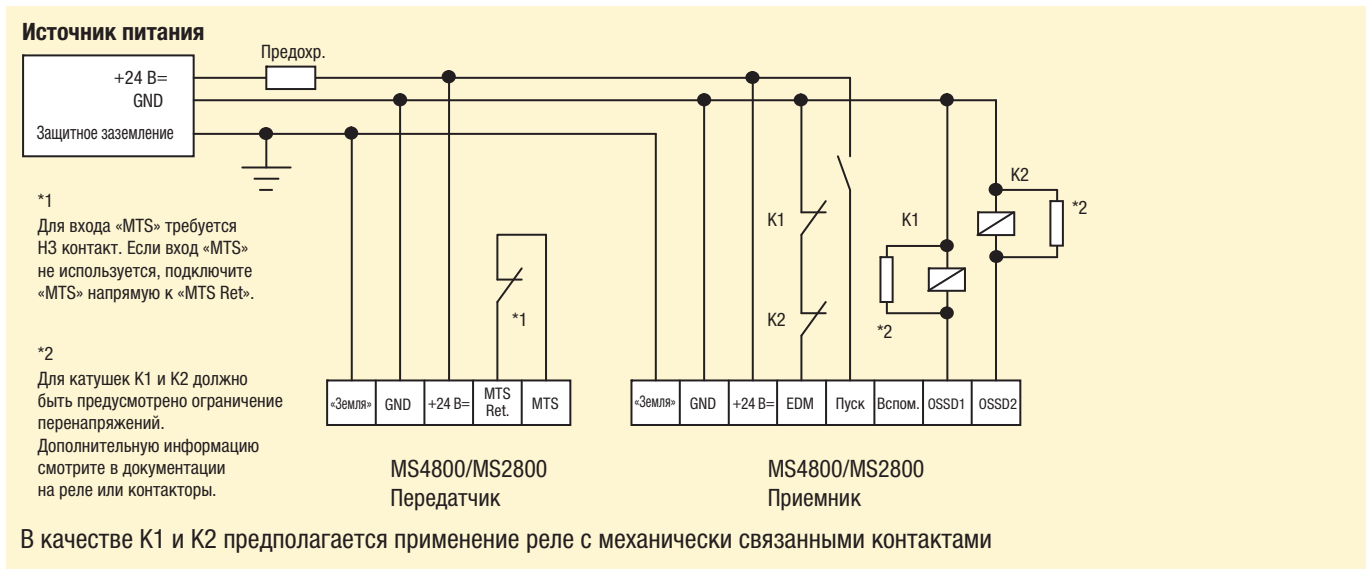 Источник питания
Предохр.
+24 В=
GND
Защитное заземление
*1
Для входа «MTS» требуется
НЗ контакт. Если вход «MTS»
не используется, подключите
«MTS» напрямую к «MTS Ret».
*2
Для катушек K1 и K2 должно
быть предусмотрено ограничение
перенапряжений.
Дополнительную информацию
смотрите в документации
на реле или контакторы.
*1
K1
K2
K1
*2
K2
*2
«Земля»
GND
+24 В=
MTS
Ret.
MTS
MS4800/MS2800
Передатчик
«Земля»
GND
+24 В=
EDM
Пуск
Вспом.
OSSD1
OSSD2
MS4800/MS2800
Приемник
В качестве K1 и K2 предполагается применение реле с механически связанными контактами